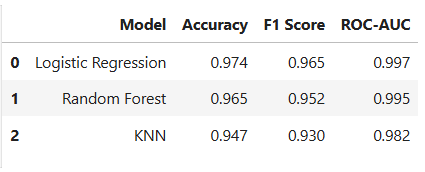 Model Accuracy F1 Score ROC-AUC
0 Logistic Regression 0.974 0.965 0.997
1 Random Forest 0.965 0.952 0.995
2 KNN 0.947 0.930 0.982